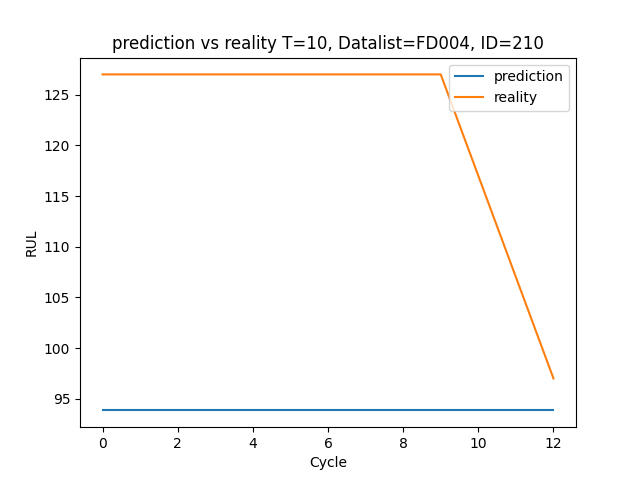 prediction vs reality T=10, Datalist=FD004, ID=210
prediction
reality
RUL
125
120
115
110
105
100
95
0 2 4 6 8 10 12
Cycle